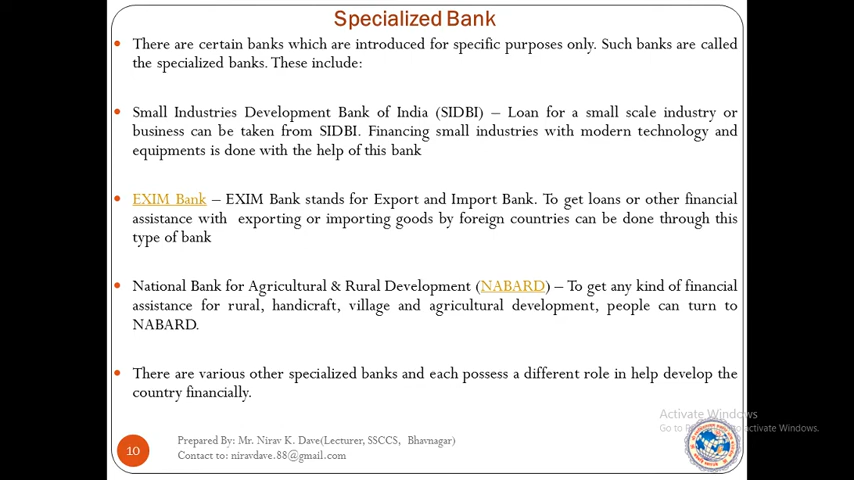 Specialized Bank
There are certain banks which are introduced for specific purposes only. Such banks are called
the specialized banks. These include:
Small Industries Development Bank of India (SIDBI) – Loan for a small scale industry or
business can be taken from SIDBI. Financing small industries with modern technology and
equipments is done with the help of this bank
EXIM Bank – EXIM Bank stands for Export and Import Bank. To get loans or other financial
assistance with exporting or importing goods by foreign countries can be done through this
type of bank
National Bank for Agricultural & Rural Development (NABARD) – To get any kind of financial
assistance for rural, handicraft, village and agricultural development, people can turn to
NABARD.
There are various other specialized banks and each possess a different role in help develop the
country financially.
Activate Windows
Go to activate Windows.
10
Prepared By: Mr. Nirav K. Dave(Lecturer, SSCCS, Bhavnagar)
Contact to: niravdave.88@gmail.com